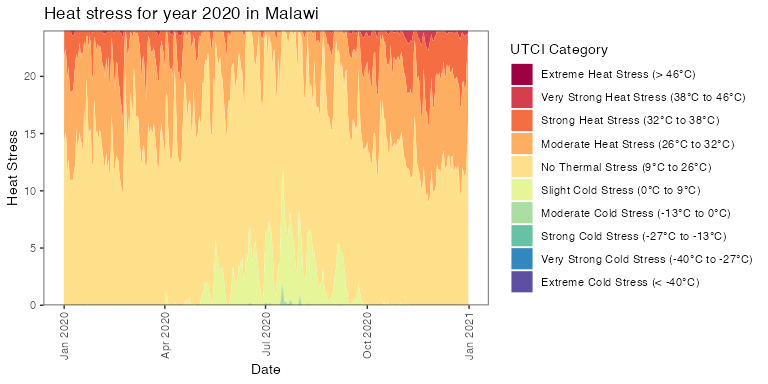 Heat stress for year 2020 in Malawi
Heat Stress
20
15
10
5
0
Jan 2020
Apr 2020
Jul 2020
Oct 2020
Jan 2021
Date
UTCI Category
Extreme Heat Stress (> 46°C)
Very Strong Heat Stress (38°C to 46°C)
Strong Heat Stress (32°C to 38°C)
Moderate Heat Stress (26°C to 32°C)
No Thermal Stress (9°C to 26°C)
Slight Cold Stress (0°C to 9°C)
Moderate Cold Stress (-13°C to 0°C)
Strong Cold Stress (-27°C to -13°C)
Very Strong Cold Stress (-40°C to -27°C)
Extreme Cold Stress (< -40°C)